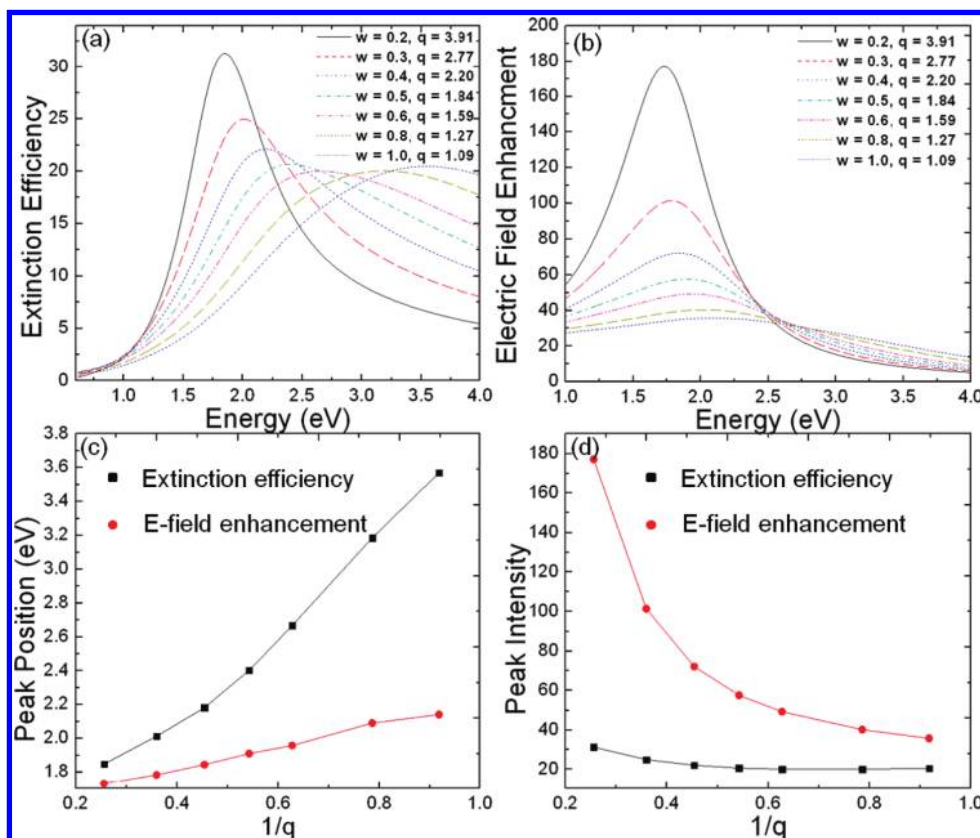 (a)
w = 0.2, q = 3.91
w = 0.3, q = 2.77
w = 0.4, q = 2.20
w = 0.5, q = 1.84
w = 0.6, q = 1.59
w = 0.8, q = 1.27
w = 1.0, q = 1.09
Extinction Efficiency
30
25
20
15
10
5
0
1.0 1.5 2.0 2.5 3.0 3.5 4.0
Energy (eV)
(b)
w = 0.2, q = 3.91
w = 0.3, q = 2.77
w = 0.4, q = 2.20
w = 0.5, q = 1.84
w = 0.6, q = 1.59
w = 0.8, q = 1.27
w = 1.0, q = 1.09
Electric Field Enhancment
200
180
160
140
120
100
80
60
40
20
0
1.0 1.5 2.0 2.5 3.0 3.5 4.0
Energy (eV)
(c)
Extinction efficiency
E-field enhancement
Peak Position (eV)
3.8
3.6
3.4
3.2
3.0
2.8
2.6
2.4
2.2
2.0
1.8
0.2 0.4 0.6 0.8 1.0
1/q
(d)
Extinction efficiency
E-field enhancement
Peak Intensity
180
160
140
120
100
80
60
40
20
0.2 0.4 0.6 0.8 1.0
1/q